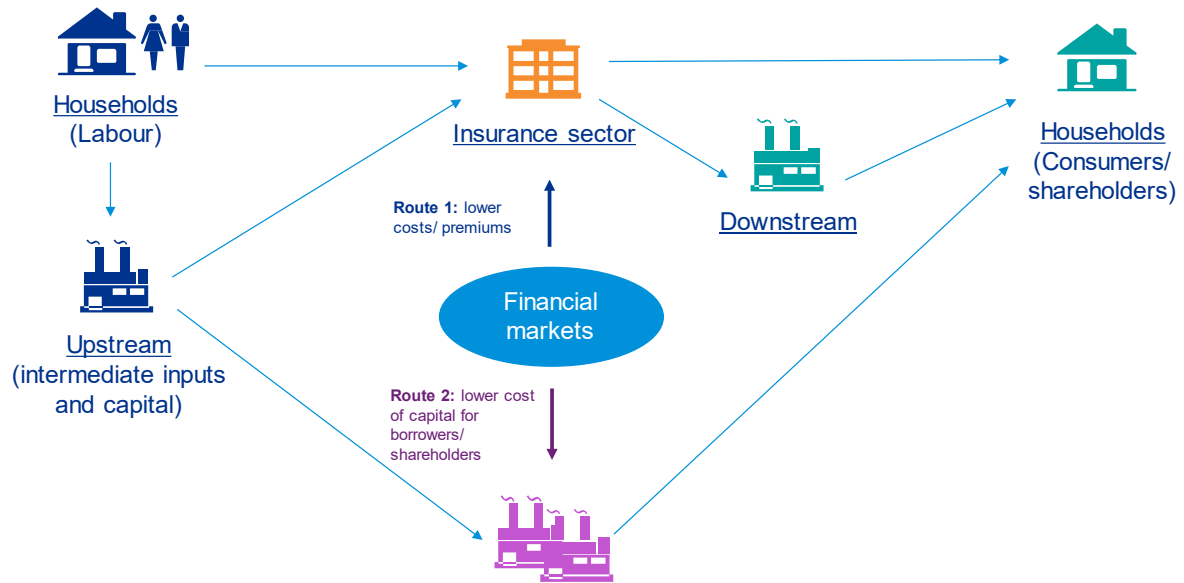 Households
(Labour)
Insurance sector
Households
(Consumers/
shareholders)
Downstream
Route 1: lower
costs/ premiums
Financial
markets
Upstream
(intermediate inputs
and capital)
Route 2: lower cost
of capital for
borrowers/
shareholders